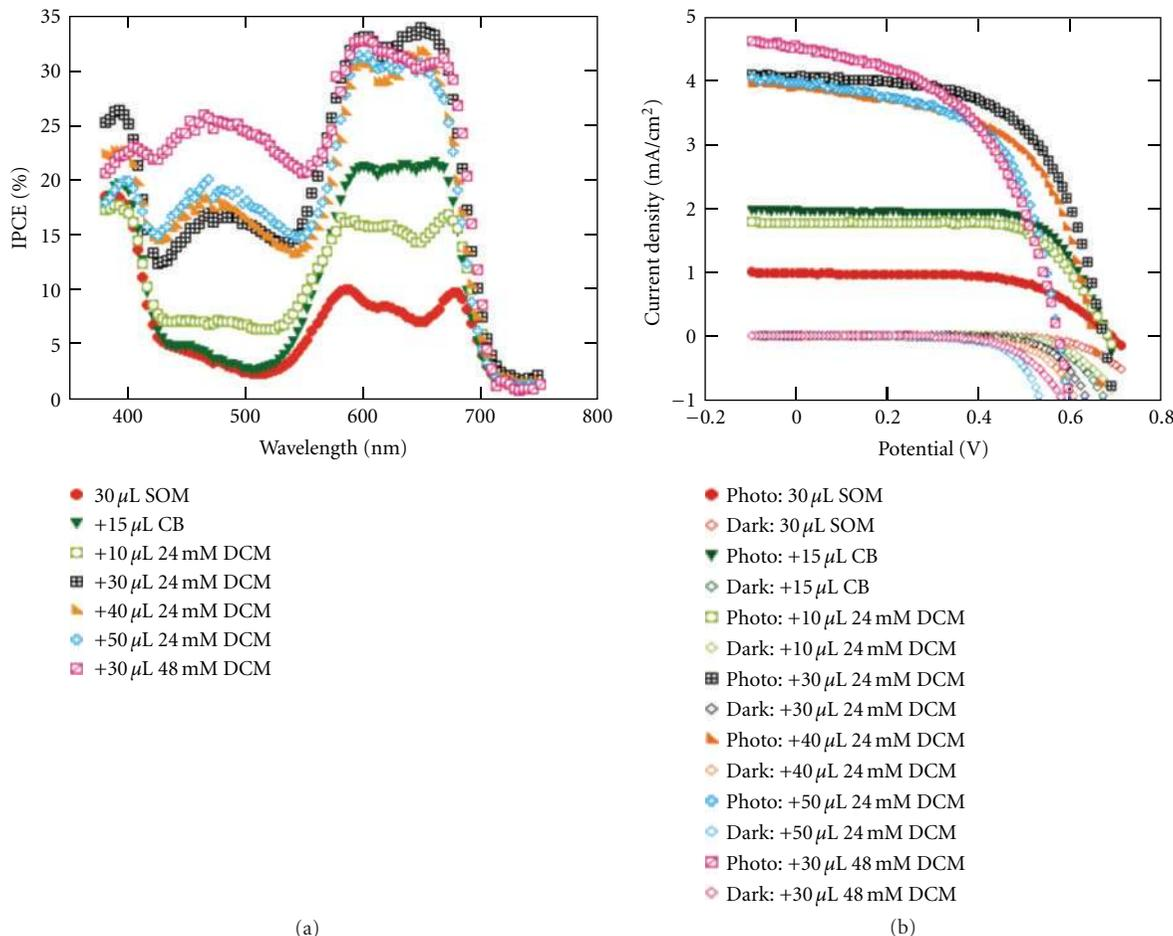 35
30
25
20
15
10
5
0
IPCE (%)
400 500 600 700 800
Wavelength (nm)
30 µL SOM
+15 µL CB
+10 µL 24 mM DCM
+30 µL 24 mM DCM
+40 µL 24 mM DCM
+50 µL 24 mM DCM
+30 µL 48 mM DCM
(a)
5
4
3
2
1
0
−1
Current density (mA/cm²)
−0.2 0 0.2 0.4 0.6 0.8
Potential (V)
Photo: 30 µL SOM
Dark: 30 µL SOM
Photo: +15 µL CB
Dark: +15 µL CB
Photo: +10 µL 24 mM DCM
Dark: +10 µL 24 mM DCM
Photo: +30 µL 24 mM DCM
Dark: +30 µL 24 mM DCM
Photo: +40 µL 24 mM DCM
Dark: +40 µL 24 mM DCM
Photo: +50 µL 24 mM DCM
Dark: +50 µL 24 mM DCM
Photo: +30 µL 48 mM DCM
Dark: +30 µL 48 mM DCM
(b)